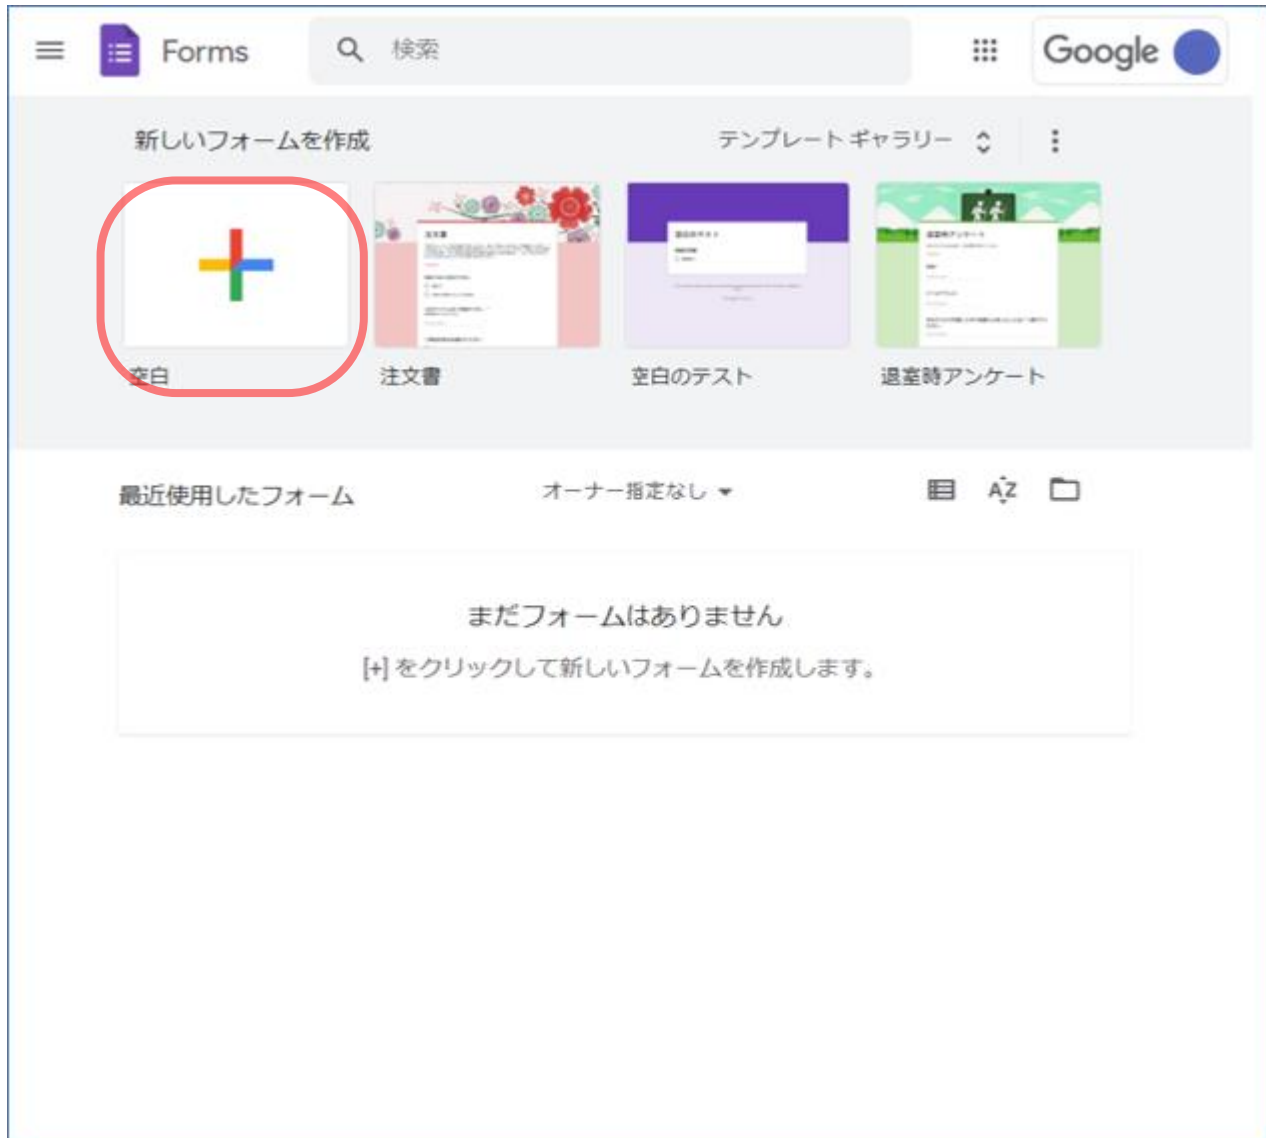 Forms
検索
Google
新しいフォームを作成
テンプレート ギャラリー
空白
注文書
空白のテスト
退室時アンケート
最近使用したフォーム
オーナー指定なし
AZ
まだフォームはありません
[+] をクリックして新しいフォームを作成します。